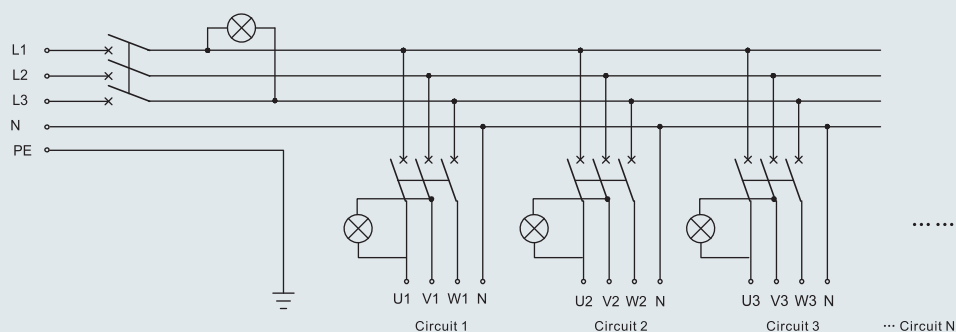 L1
L2
L3
N
PE
U1 V1 W1 N
U2 V2 W2 N
U3 V3 W3 N
Circuit 1
Circuit 2
Circuit 3
... Circuit N